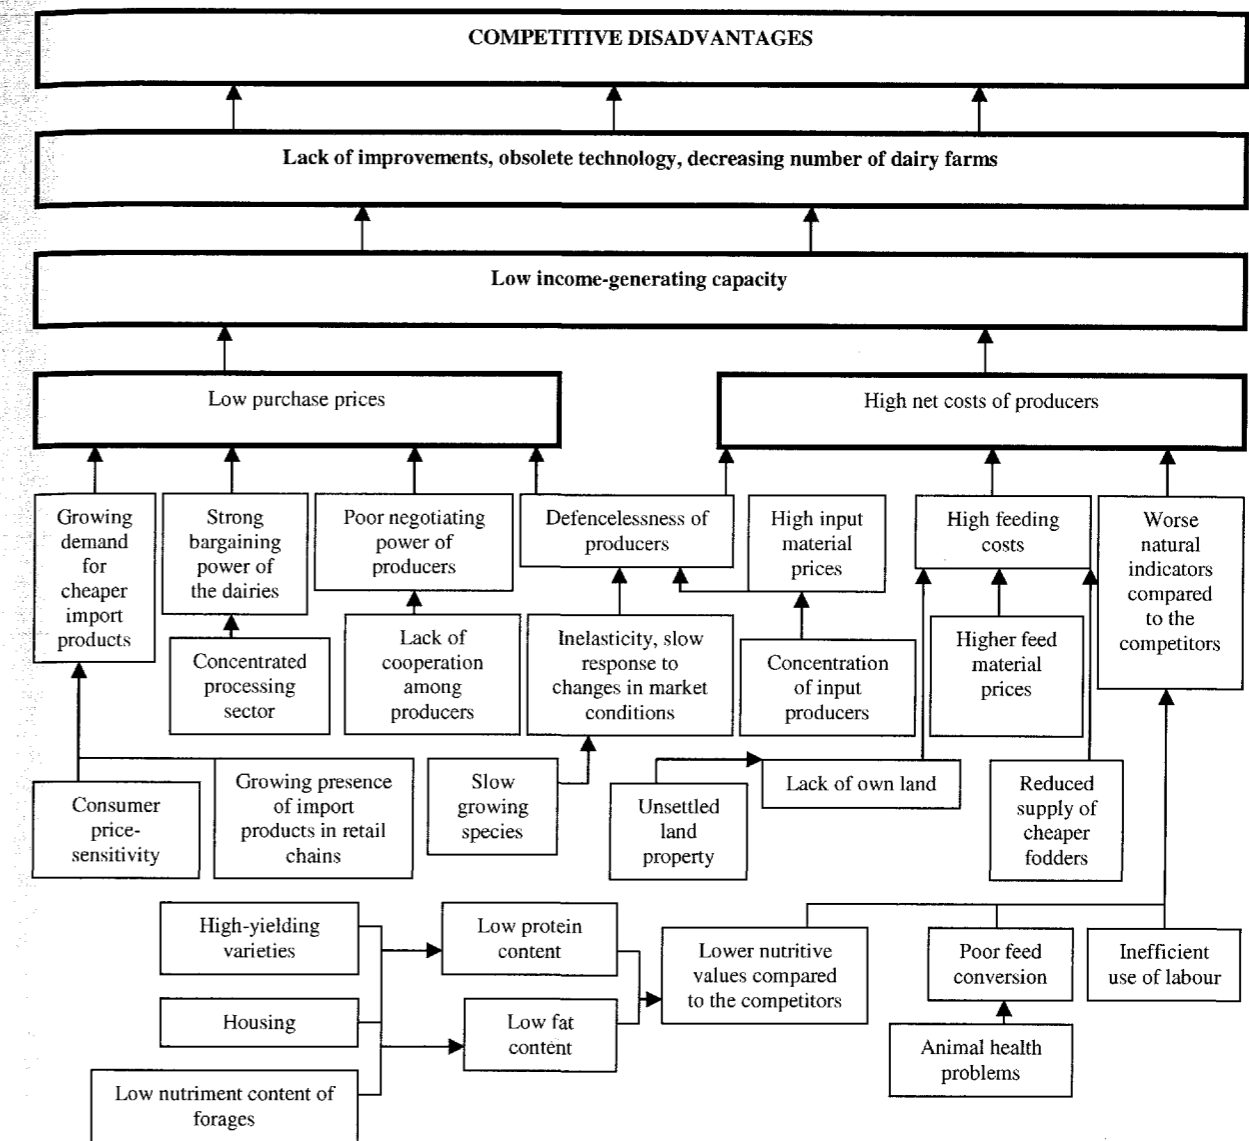 COMPETITIVE DISADVANTAGES
Lack of improvements, obsolete technology, decreasing number of dairy farms
Low income-generating capacity
Low purchase prices
High net costs of producers
Growing
demand
for
cheaper
import
products
Strong
bargaining
power of
the dairies
Poor negotiating
power of
producers
Defencelessness of
producers
High input
material
prices
High feeding
costs
Worse
natural
indicators
compared
to the
competitors
Concentrated
processing
sector
Lack of
cooperation
among
producers
Inelasticity, slow
response to
changes in market
conditions
Concentration
of input
producers
Higher feed
material
prices
Consumer
price-
sensitivity
Growing presence
of import
products in retail
chains
Slow
growing
species
Unsettled
land
property
Lack of own land
Reduced
supply of
cheaper
fodders
High-yielding
varieties
Low protein
content
Lower nutritive
values compared
to the competitors
Poor feed
conversion
Inefficient
use of labour
Housing
Low fat
content
Animal health
problems
Low nutriment content of
forages